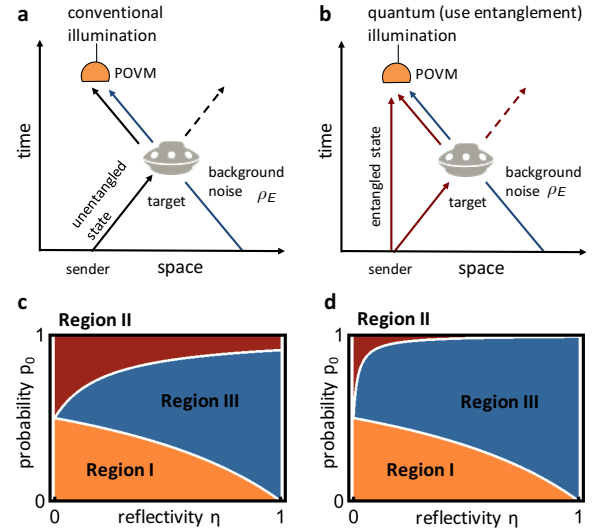 a
conventional
illumination
POVM
time
unentangled
state
target
background
noise ρ_E
sender
space
b
quantum (use entanglement)
illumination
POVM
time
entangled state
target
background
noise ρ_E
sender
space
c
Region II
1
probability p₀
Region III
Region I
0
0
reflectivity η
1
d
Region II
1
probability p₀
Region III
Region I
0
0
reflectivity η
1